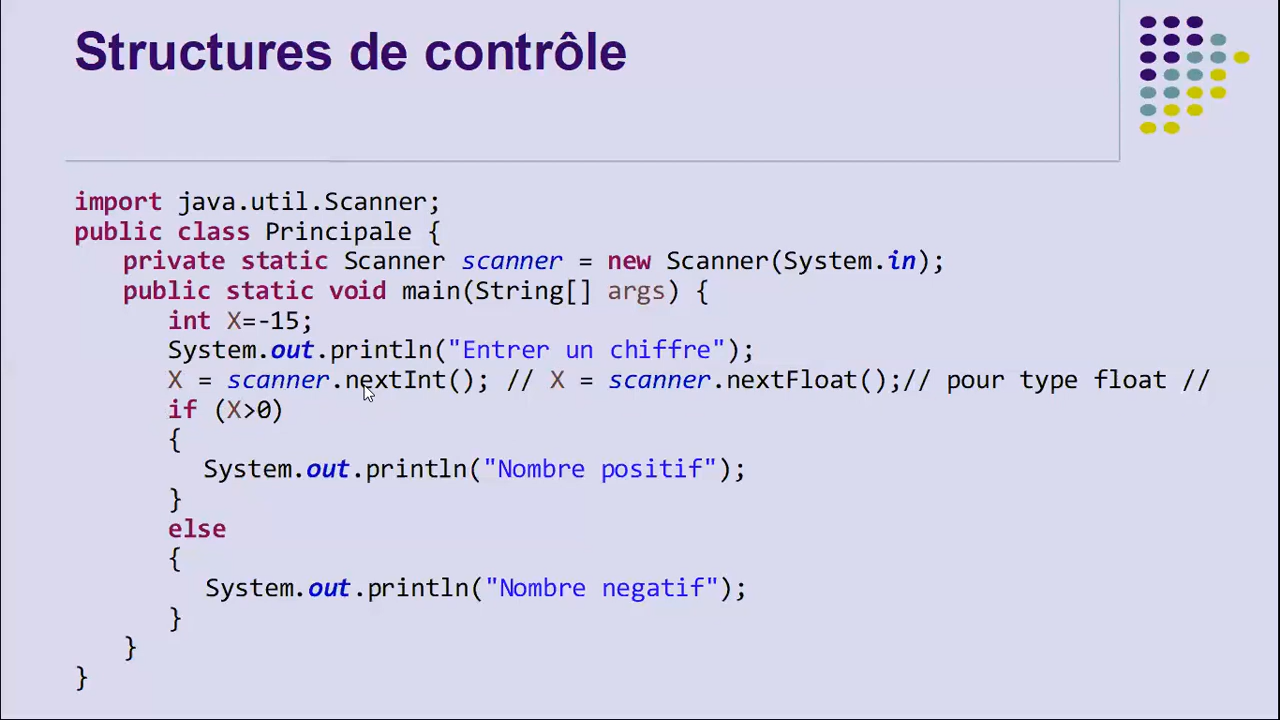 Structures de contrôle
import java.util.Scanner;
public class Principale {
private static Scanner scanner = new Scanner(System.in);
public static void main(String[] args) {
int X=-15;
System.out.println("Entrer un chiffre");
X = scanner.nextInt(); // X = scanner.nextFloat();// pour type float //
if (X>0)
{
System.out.println("Nombre positif");
}
else
{
System.out.println("Nombre negatif");
}
}
}